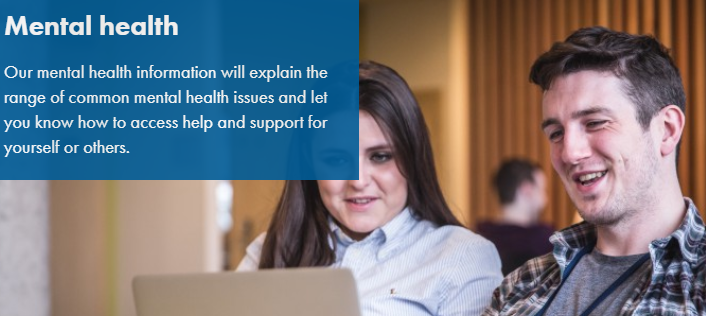 Mental health
Our mental health information will explain the
range of common mental health issues and let
you know how to access help and support for
yourself or others.